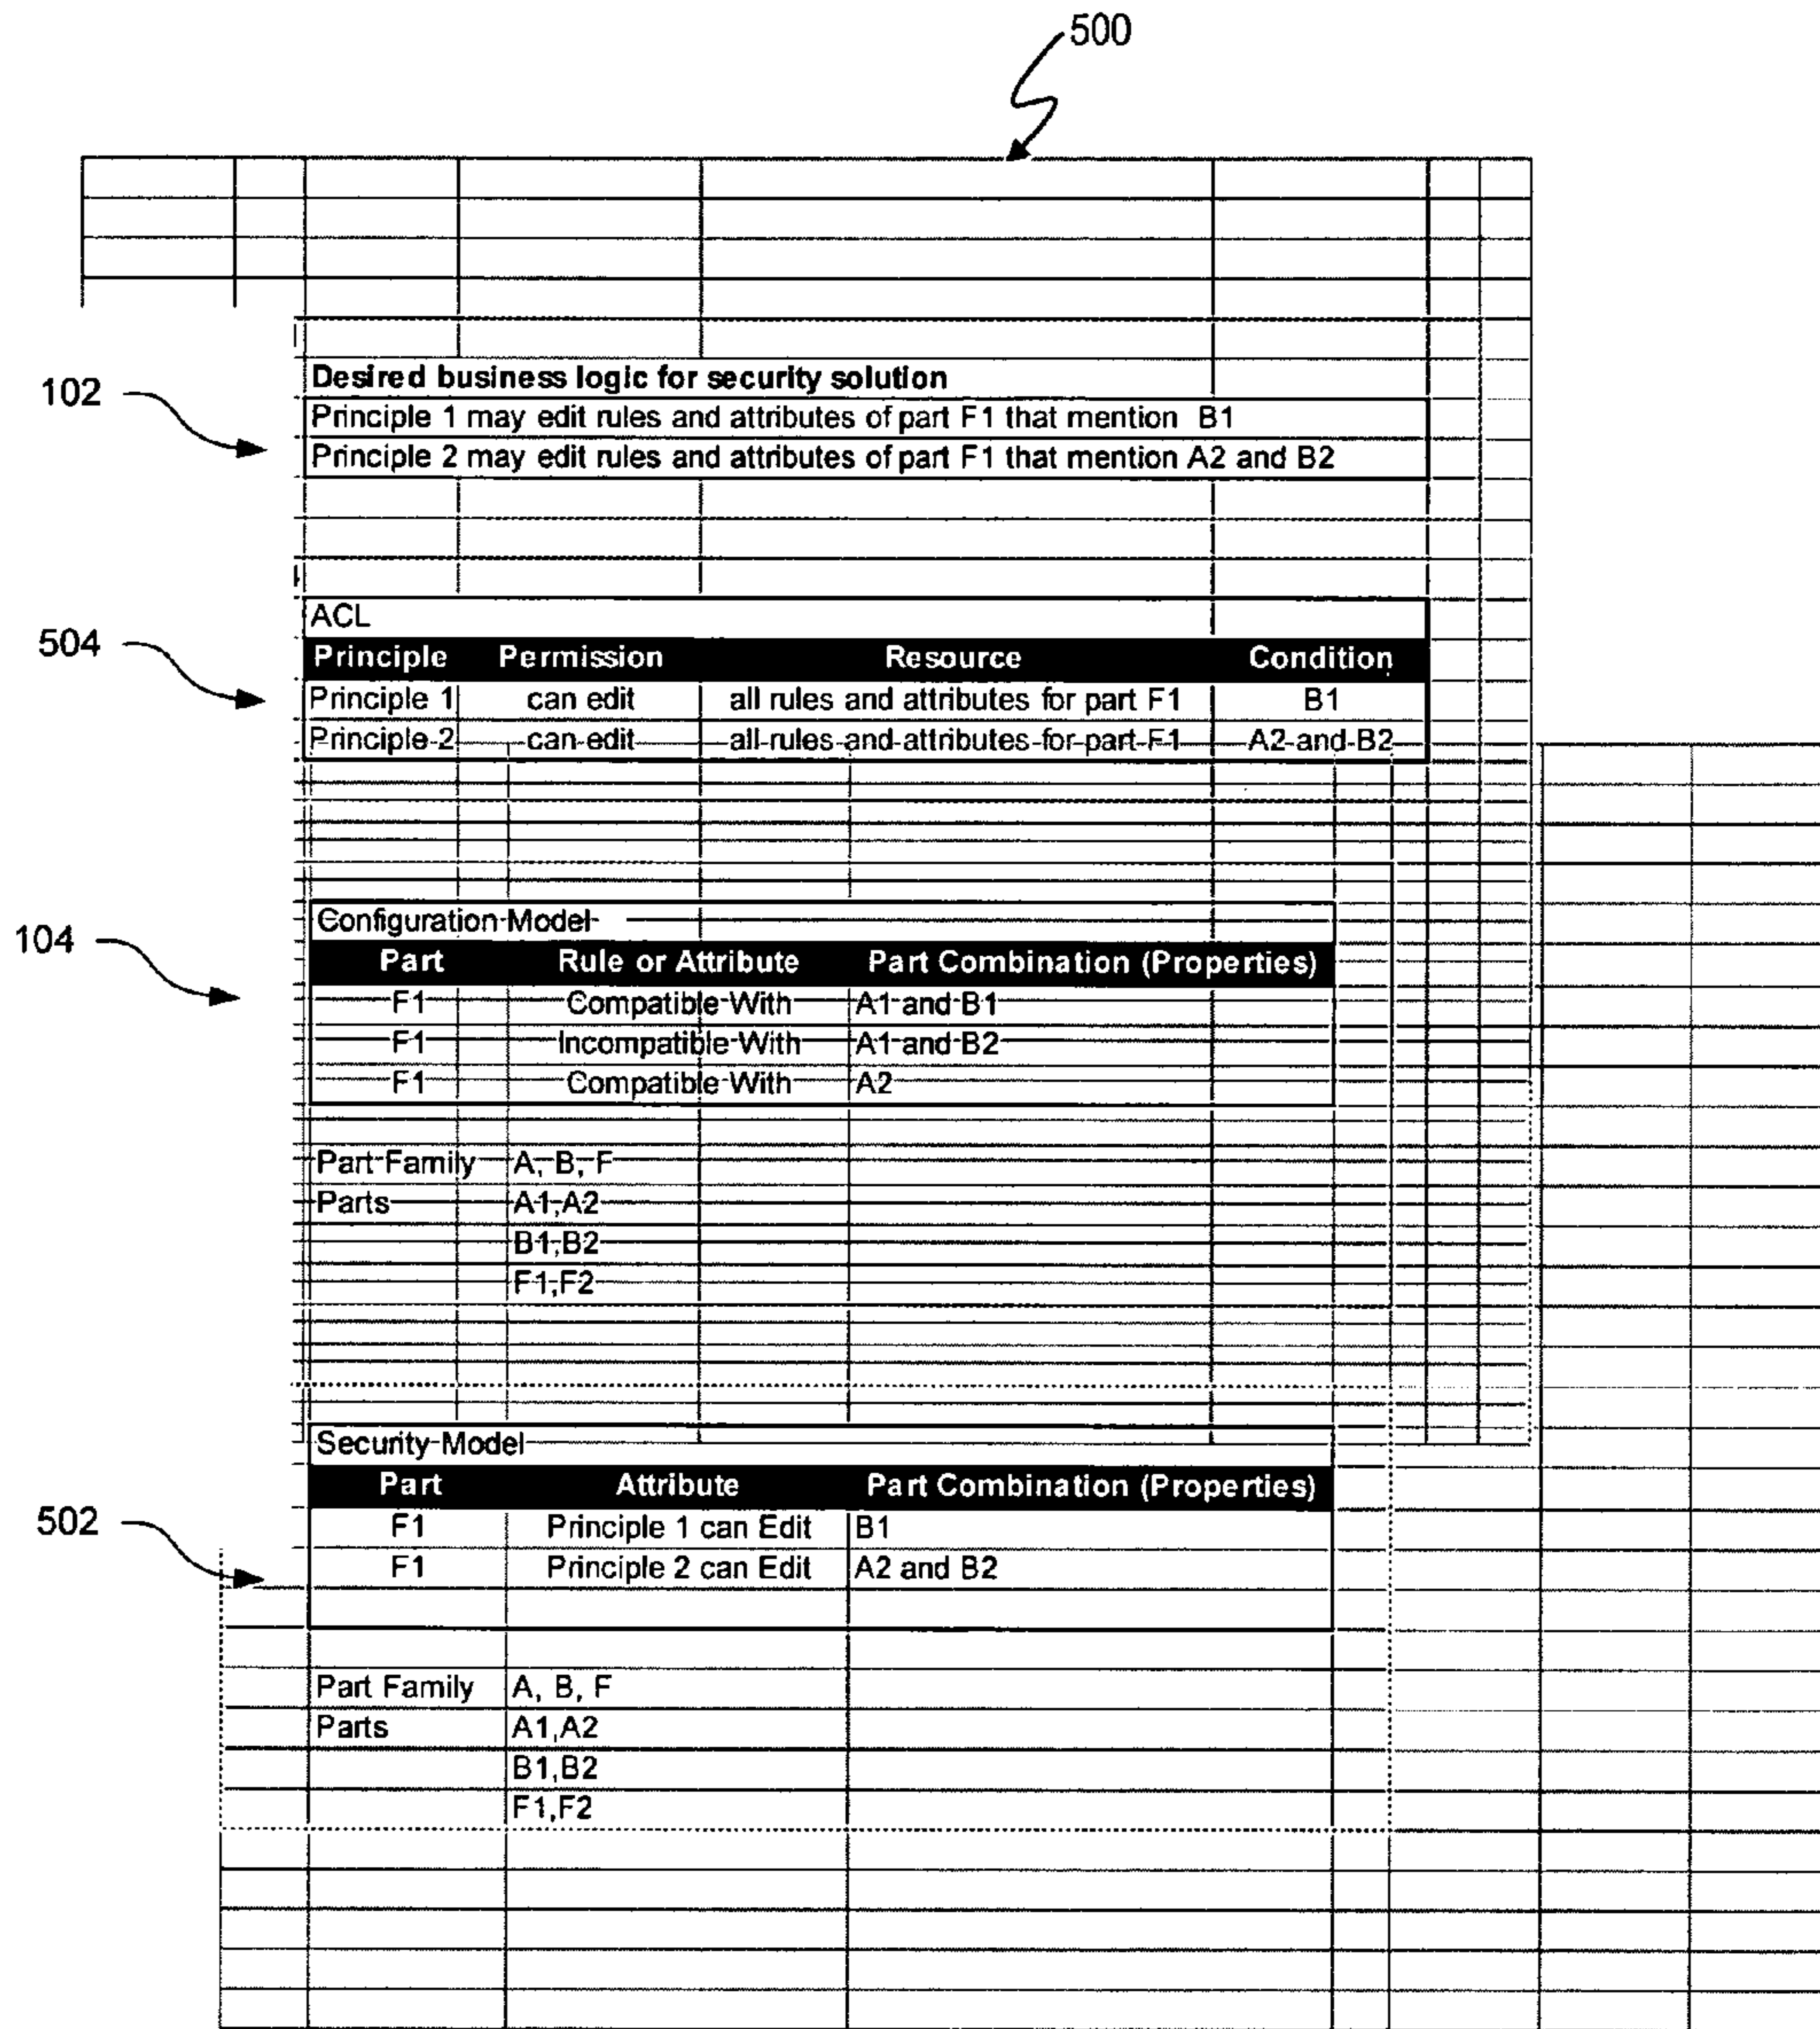 500
102
Desired business logic for security solution
Principle 1 may edit rules and attributes of part F1 that mention B1
Principle 2 may edit rules and attributes of part F1 that mention A2 and B2
504
ACL
Principle Permission Resource Condition
Principle 1 can edit all rules and attributes for part F1 B1
Principle 2 can edit all rules and attributes for part F1 A2 and B2
104
Configuration Model
Part Rule or Attribute Part Combination (Properties)
F1 Compatible With A1 and B1
F1 Incompatible With A1 and B2
F1 Compatible With A2
Part Family A, B, F
Parts A1,A2
B1,B2
F1,F2
502
Security Model
Part Attribute Part Combination (Properties)
F1 Principle 1 can Edit B1
F1 Principle 2 can Edit A2 and B2
Part Family A, B, F
Parts A1,A2
B1,B2
F1,F2